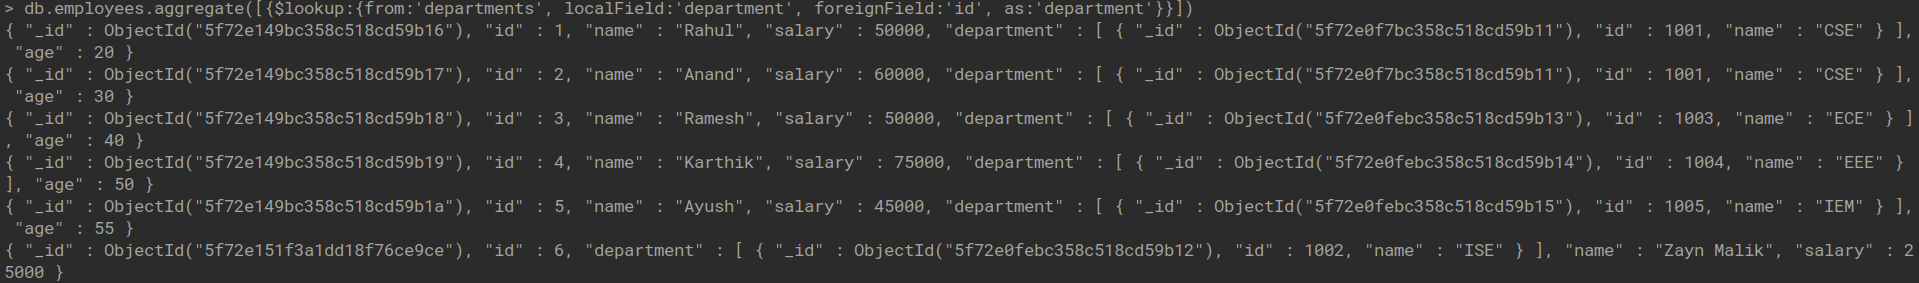 > db.employees.aggregate([{$lookup:{from:'departments', localField:'department', foreignField:'id', as:'department'}}])
{ "_id" : ObjectId("5f72e149bc358c518cd59b16"), "id" : 1, "name" : "Rahul", "salary" : 50000, "department" : [ { "_id" : ObjectId("5f72e0f7bc358c518cd59b11"), "id" : 1001, "name" : "CSE" } ],
 "age" : 20 }
{ "_id" : ObjectId("5f72e149bc358c518cd59b17"), "id" : 2, "name" : "Anand", "salary" : 60000, "department" : [ { "_id" : ObjectId("5f72e0f7bc358c518cd59b11"), "id" : 1001, "name" : "CSE" } ],
 "age" : 30 }
{ "_id" : ObjectId("5f72e149bc358c518cd59b18"), "id" : 3, "name" : "Ramesh", "salary" : 50000, "department" : [ { "_id" : ObjectId("5f72e0febc358c518cd59b13"), "id" : 1003, "name" : "ECE" } ]
, "age" : 40 }
{ "_id" : ObjectId("5f72e149bc358c518cd59b19"), "id" : 4, "name" : "Karthik", "salary" : 75000, "department" : [ { "_id" : ObjectId("5f72e0febc358c518cd59b14"), "id" : 1004, "name" : "EEE" }
], "age" : 50 }
{ "_id" : ObjectId("5f72e149bc358c518cd59b1a"), "id" : 5, "name" : "Ayush", "salary" : 45000, "department" : [ { "_id" : ObjectId("5f72e0febc358c518cd59b15"), "id" : 1005, "name" : "IEM" } ],
 "age" : 55 }
{ "_id" : ObjectId("5f72e151f3a1dd18f76ce9ce"), "id" : 6, "department" : [ { "_id" : ObjectId("5f72e0febc358c518cd59b12"), "id" : 1002, "name" : "ISE" } ], "name" : "Zayn Malik", "salary" : 2
5000 }